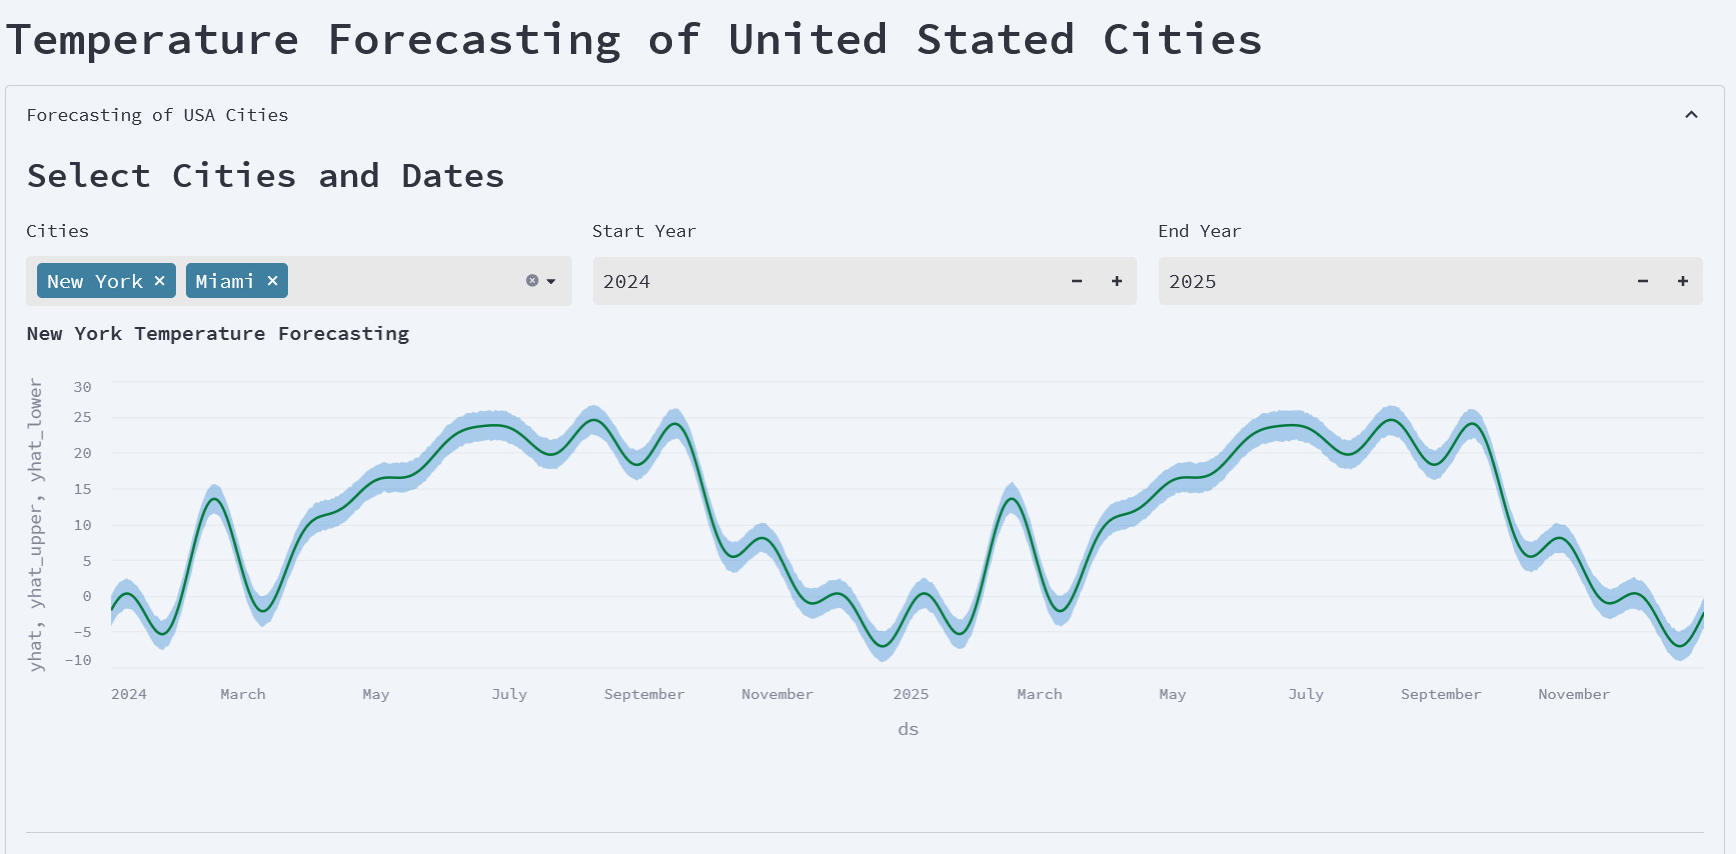 Temperature Forecasting of United Stated Cities
Forecasting of USA Cities
Select Cities and Dates
Cities
Start Year
End Year
New York × Miami ×
2024 − +
2025 − +
New York Temperature Forecasting
yhat, yhat_upper, yhat_lower
30
25
20
15
10
5
0
−5
−10
2024 March May July September November 2025 March May July September November
ds